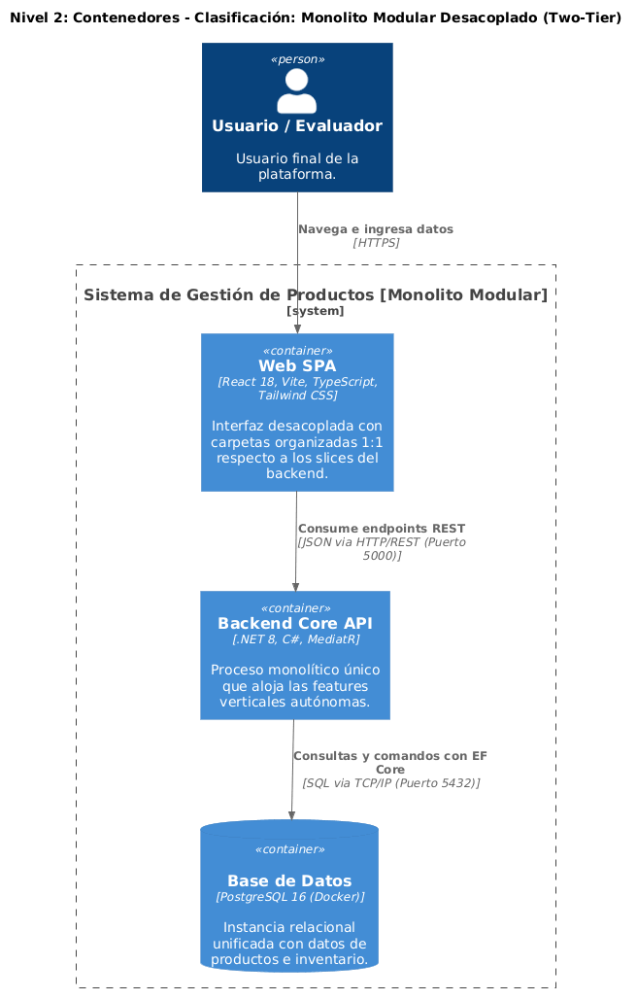 Nivel 2: Contenedores - Clasificación: Monolito Modular Desacoplado (Two-Tier)
«person»
Usuario / Evaluador
Usuario final de la
plataforma.
Navega e ingresa datos
[HTTPS]
Sistema de Gestión de Productos [Monolito Modular]
[system]
«container»
Web SPA
[React 18, Vite, TypeScript,
Tailwind CSS]
Interfaz desacoplada con
carpetas organizadas 1:1
respecto a los slices del
backend.
Consume endpoints REST
[JSON via HTTP/REST (Puerto
5000)]
«container»
Backend Core API
[.NET 8, C#, MediatR]
Proceso monolítico único
que aloja las features
verticales autónomas.
Consultas y comandos con EF
Core
[SQL via TCP/IP (Puerto 5432)]
«container»
Base de Datos
[PostgreSQL 16 (Docker)]
Instancia relacional
unificada con datos de
productos e inventario.